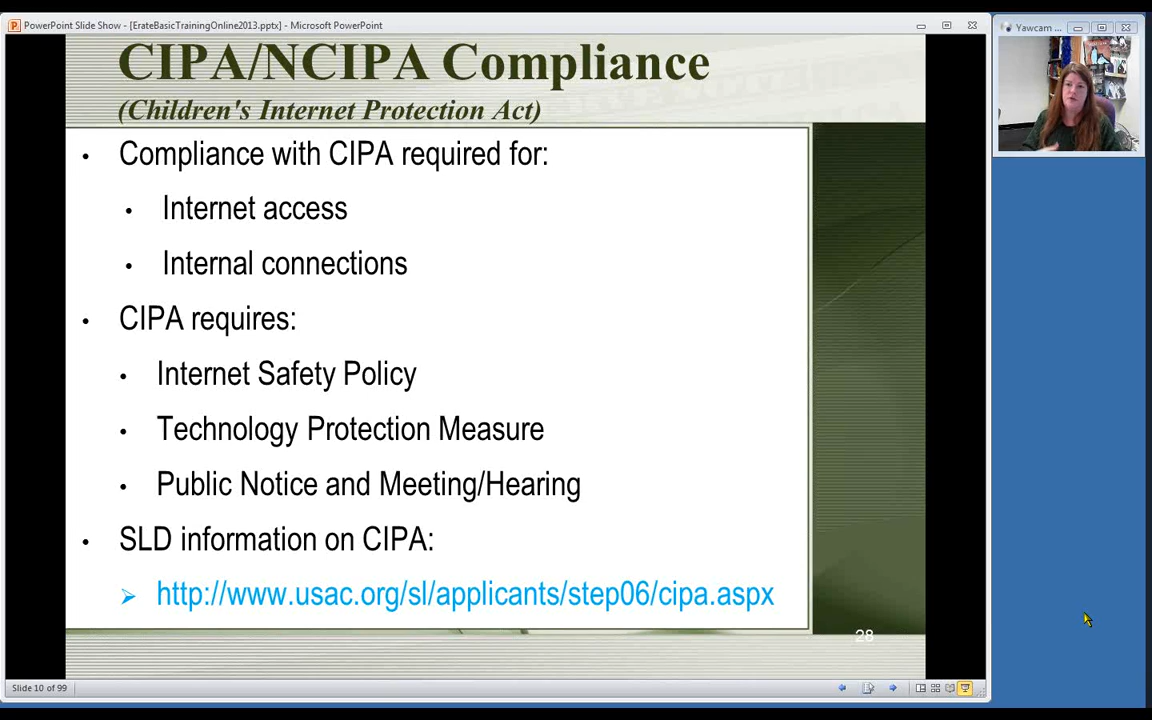 PowerPoint Slide Show - [ErateBasicTrainingOnline2013.pptx] - Microsoft PowerPoint
Yawcam ...
CIPA/NCIPA Compliance
(Children's Internet Protection Act)
• Compliance with CIPA required for:
• Internet access
• Internal connections
• CIPA requires:
• Internet Safety Policy
• Technology Protection Measure
• Public Notice and Meeting/Hearing
• SLD information on CIPA:
➢ http://www.usac.org/sl/applicants/step06/cipa.aspx
28
Slide 10 of 99